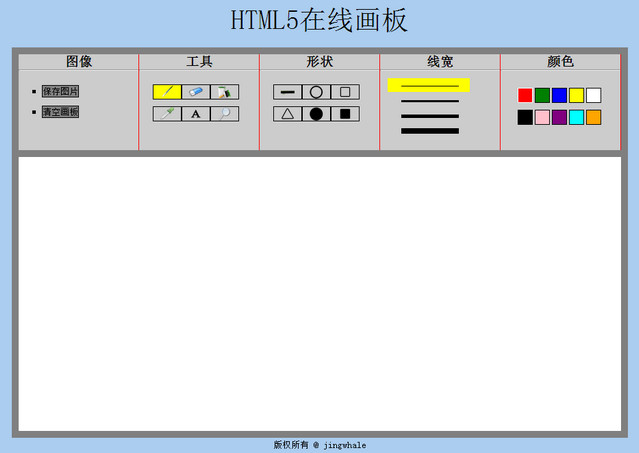 HTML5在线画板
图像
工具
形状
线宽
颜色
保存图片
清空画板
A
版权所有 @ jingwhale